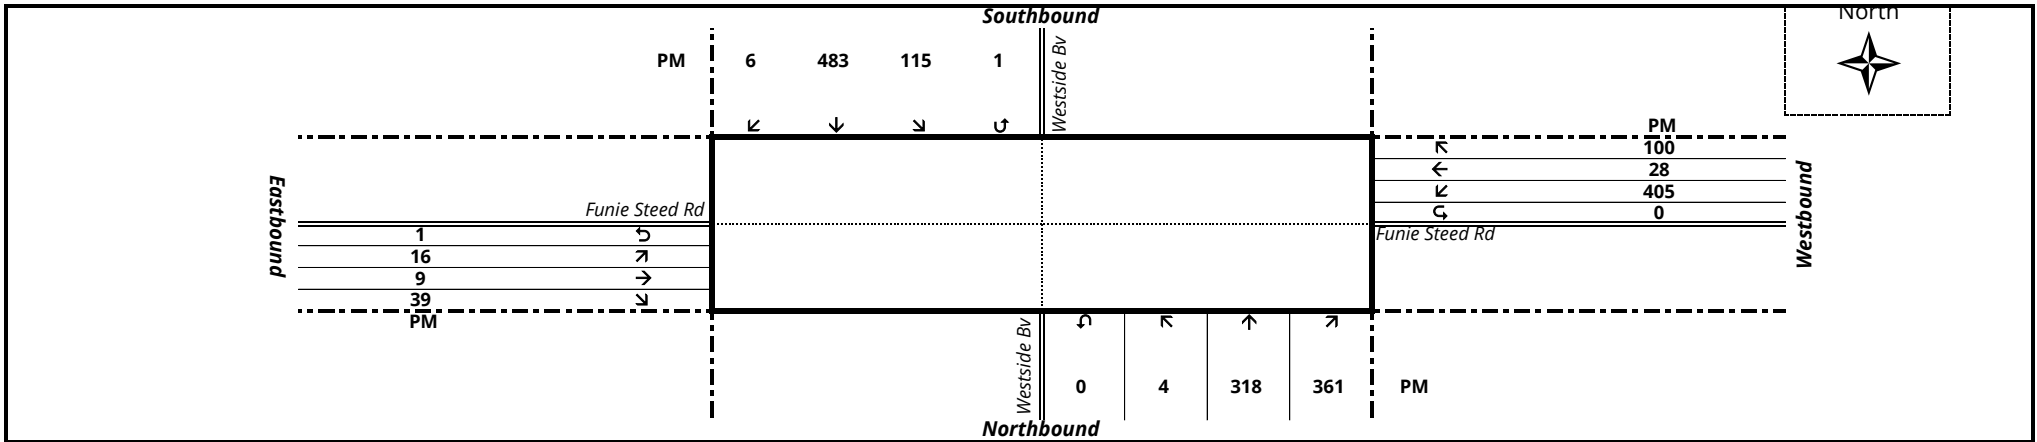 Southbound
North
PM 6 483 115 1
Westside Bv
PM
100
28
405
0
Westbound
Eastbound
Funie Steed Rd
Funie Steed Rd
1
16
9
39
PM
Westside Bv
0 4 318 361 PM
Northbound